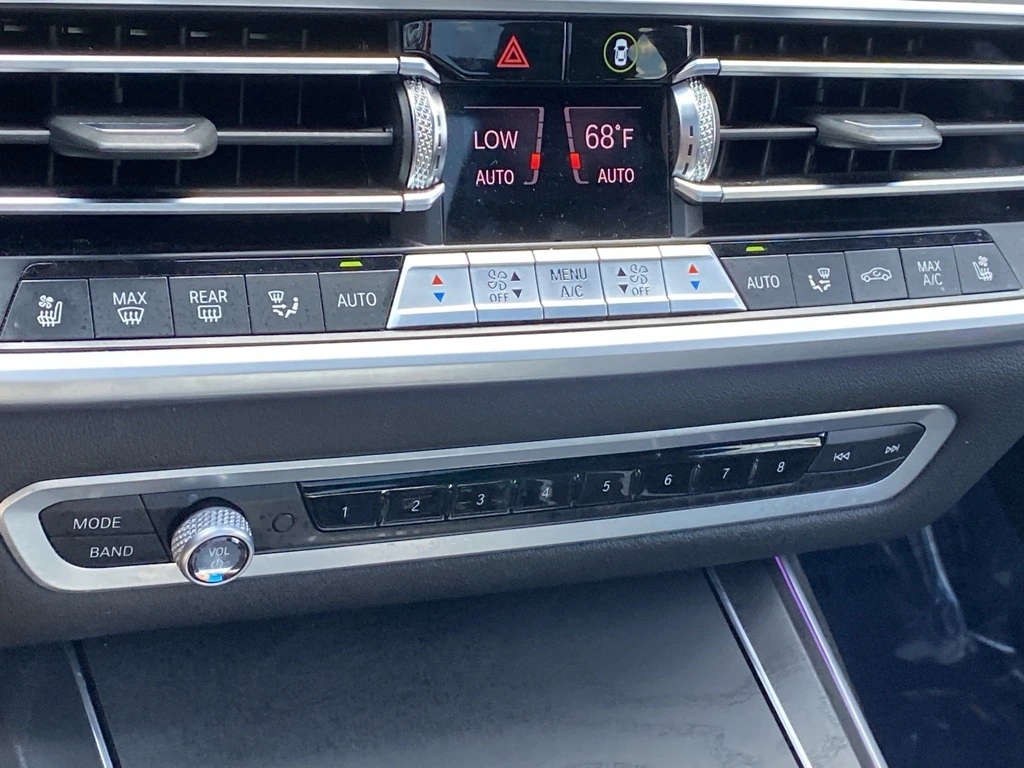 LOW
68°F
AUTO
AUTO
MAX
REAR
AUTO
OFF
MENU
A/C
OFF
AUTO
MAX
A/C
MODE
BAND
VOL
1
2
3
4
5
6
7
8